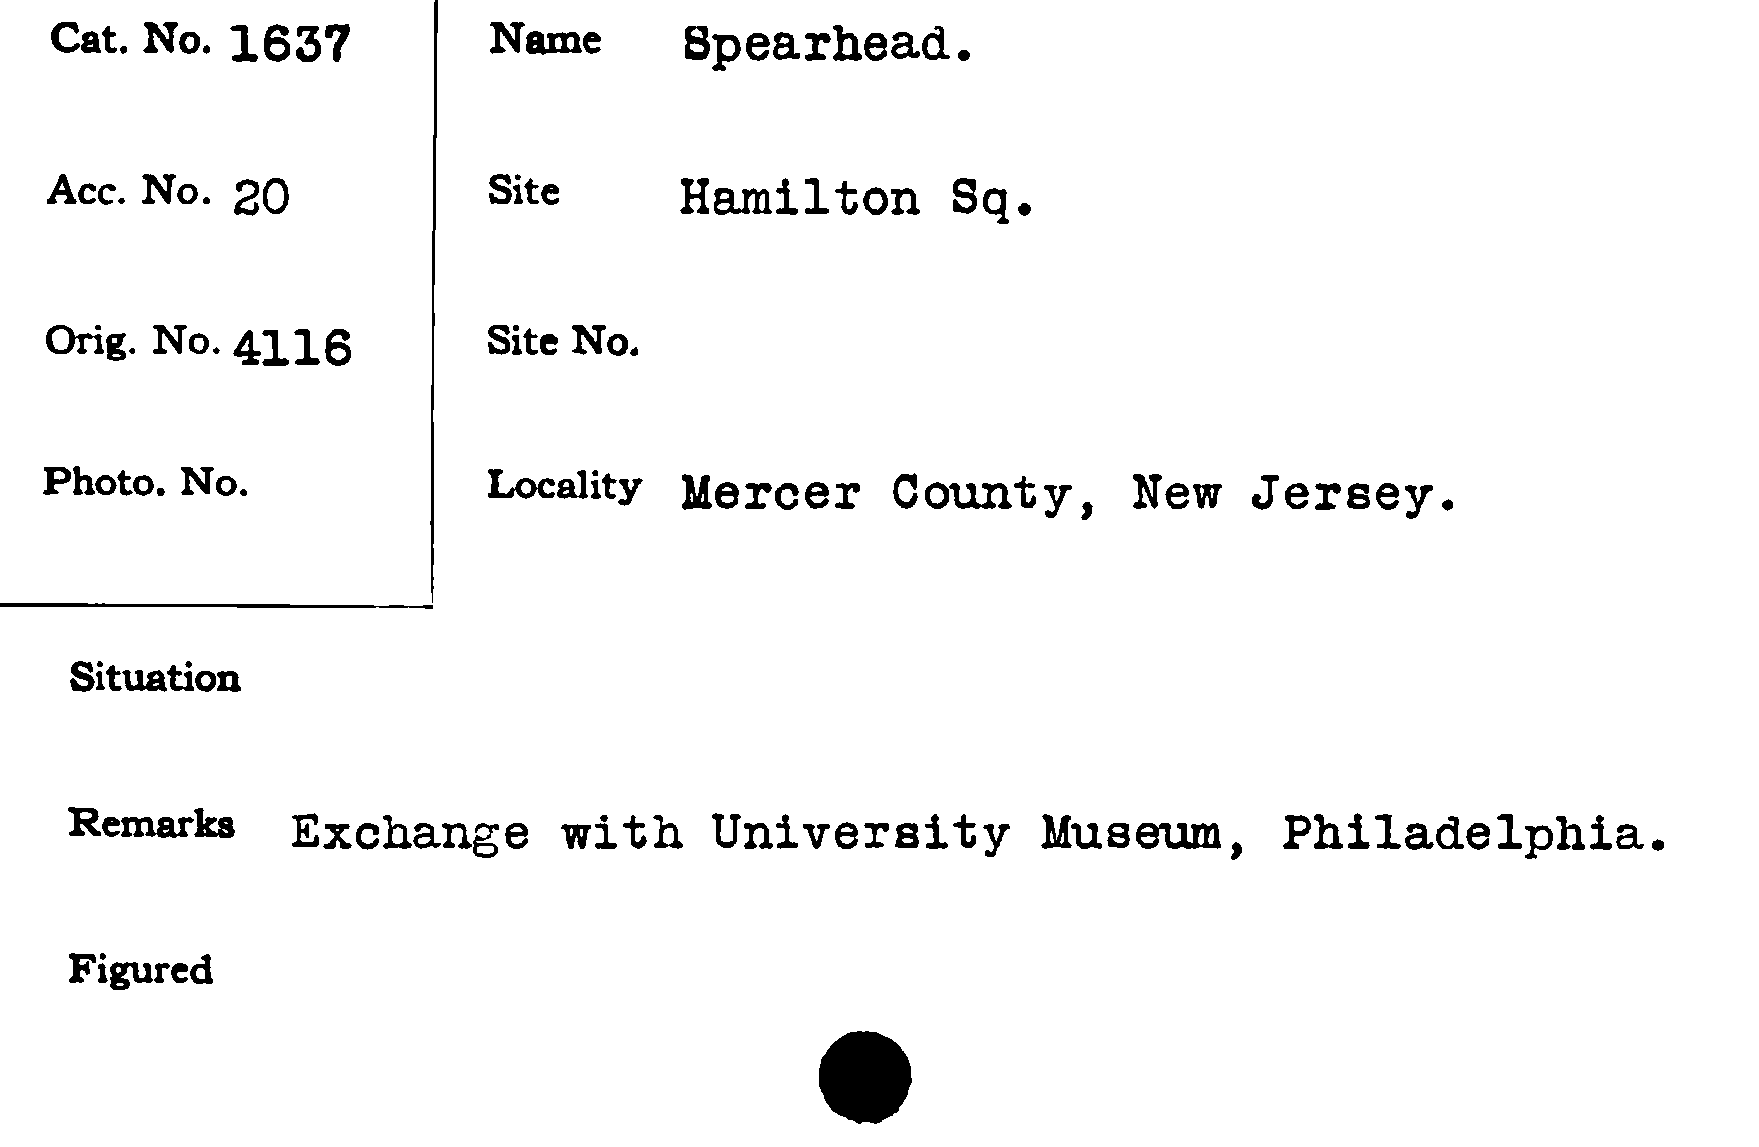 Cat. No. 1637
Acc. No. 20
Orig. No. 4116
Photo. No.
Name Spearhead.
Site Hamilton Sq.
Site No.
Locality Mercer County, New Jersey.
Situation
Remarks Exchange with University Museum, Philadelphia.
Figured